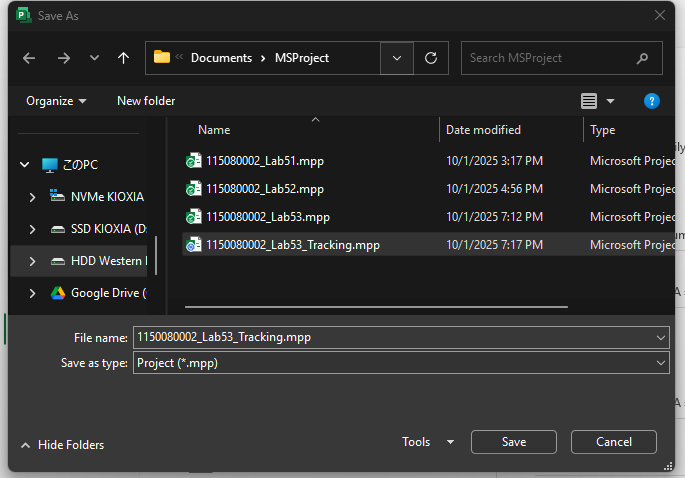 Save As
Documents > MSProject
Search MSProject
Organize
New folder
Name
Date modified
Type
このPC
NVMe KIOXIA
SSD KIOXIA (D:
HDD Western
Google Drive (
115080002_Lab51.mpp 10/1/2025 3:17 PM Microsoft Projec
115080002_Lab52.mpp 10/1/2025 4:56 PM Microsoft Projec
1150080002_Lab53.mpp 10/1/2025 7:12 PM Microsoft Projec
1150080002_Lab53_Tracking.mpp 10/1/2025 7:17 PM Microsoft Projec
File name: 1150080002_Lab53_Tracking.mpp
Save as type: Project (*.mpp)
Hide Folders
Tools
Save
Cancel